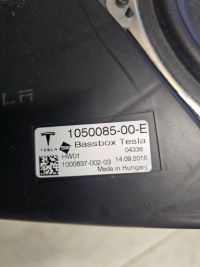 1050085-00-E
Bassbox Tesla
TESLA
04336
HW01
1000837-002-03 14.09.2018
Made in Hungary